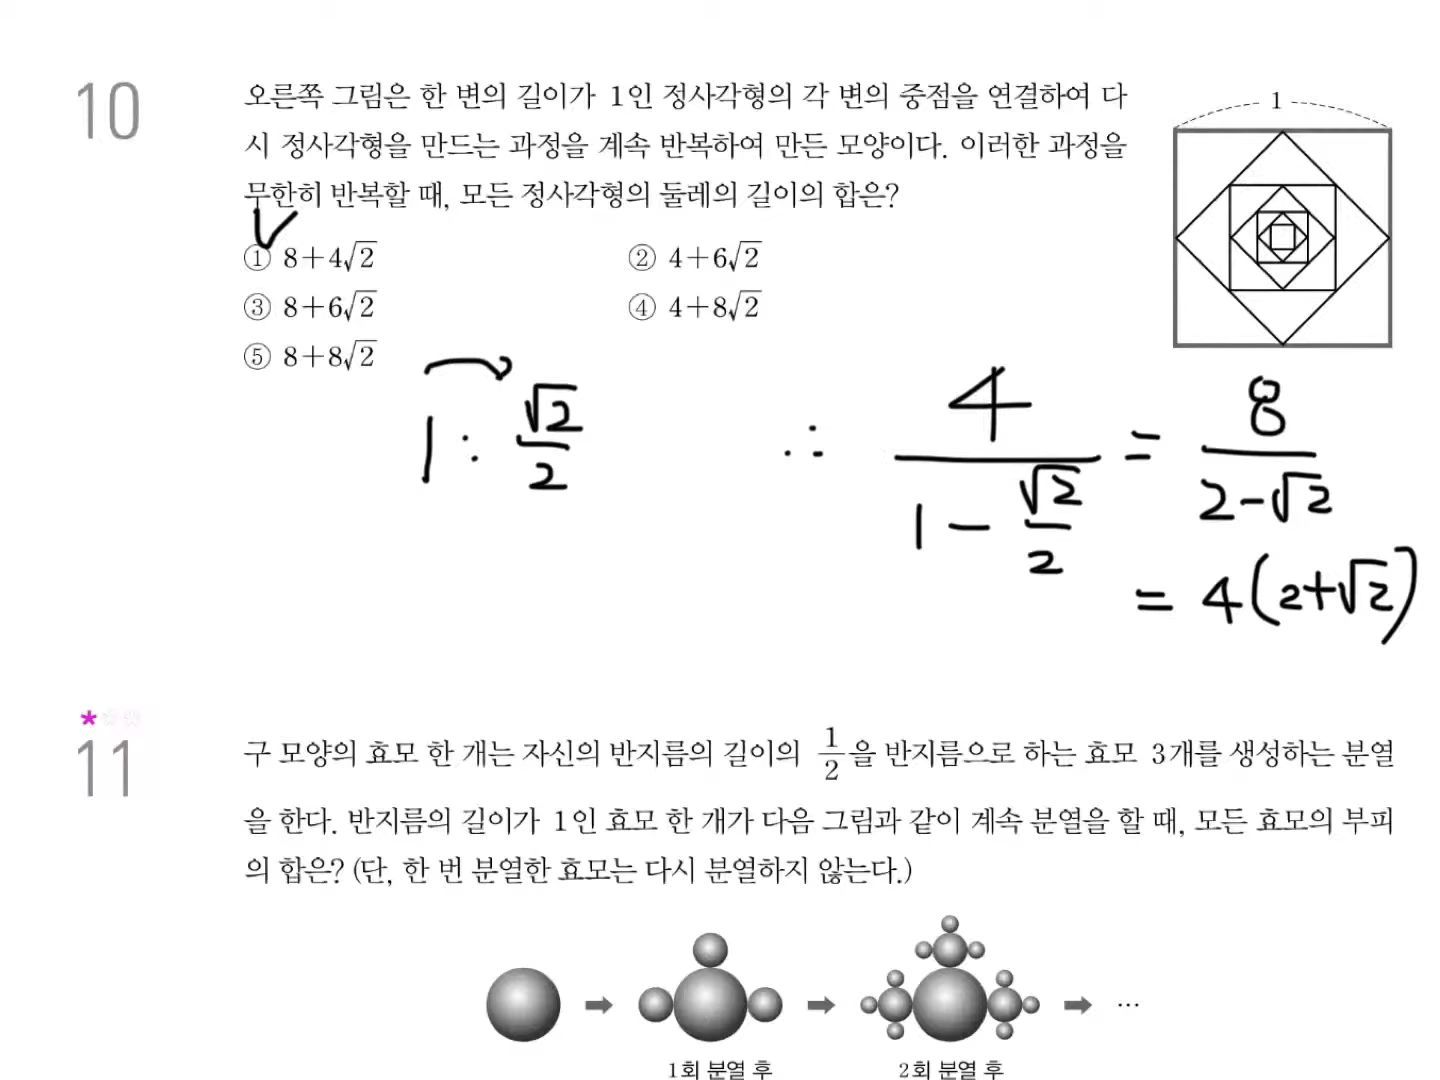 10
오른쪽 그림은 한 변의 길이가 1인 정사각형의 각 변의 중점을 연결하여 다
시 정사각형을 만드는 과정을 계속 반복하여 만든 모양이다. 이러한 과정을
무한히 반복할 때, 모든 정사각형의 둘레의 길이의 합은?
1
① 8+4√2 ② 4+6√2
③ 8+6√2 ④ 4+8√2
⑤ 8+8√2
1 : √2/2
∴ 4/(1-√2/2) = 8/(2-√2)
= 4(2+√2)
11
구 모양의 효모 한 개는 자신의 반지름의 길이의 1/2을 반지름으로 하는 효모 3개를 생성하는 분열
을 한다. 반지름의 길이가 1인 효모 한 개가 다음 그림과 같이 계속 분열을 할 때, 모든 효모의 부피
의 합은? (단, 한 번 분열한 효모는 다시 분열하지 않는다.)
…
1회 분열 후 2회 분열 후